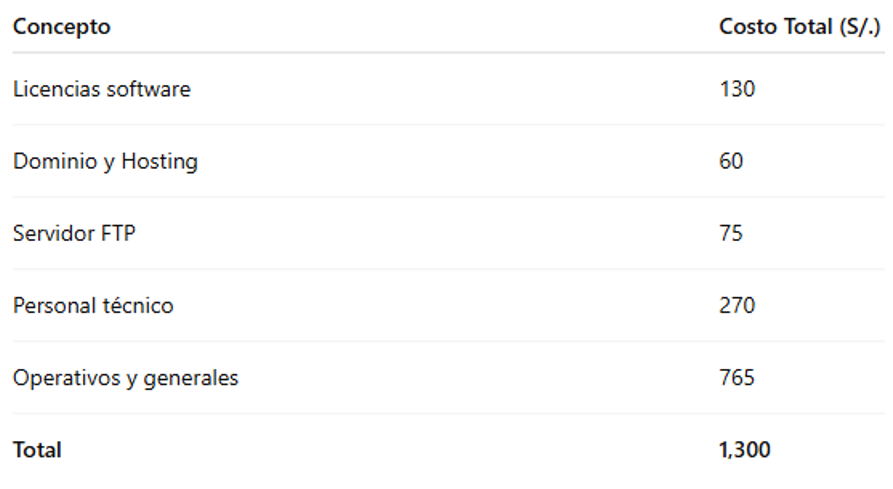 Concepto Costo Total (S/.)
Licencias software 130
Dominio y Hosting 60
Servidor FTP 75
Personal técnico 270
Operativos y generales 765
Total 1,300